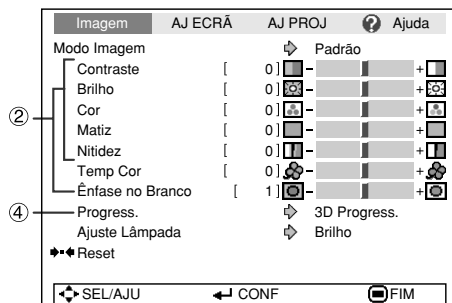 Imagem AJ ECRÃ AJ PROJ ? Ajuda
Modo Imagem Padrão
Contraste [ 0 ] - +
② Brilho [ 0 ] - +
Cor [ 0 ] - +
Matiz [ 0 ] - +
Nitidez [ 0 ] - +
Temp Cor [ 0 ] - +
Ênfase no Branco [ 1 ] - +
④ Progress. 3D Progress.
Ajuste Lâmpada Brilho
Reset
SEL/AJU CONF FIM